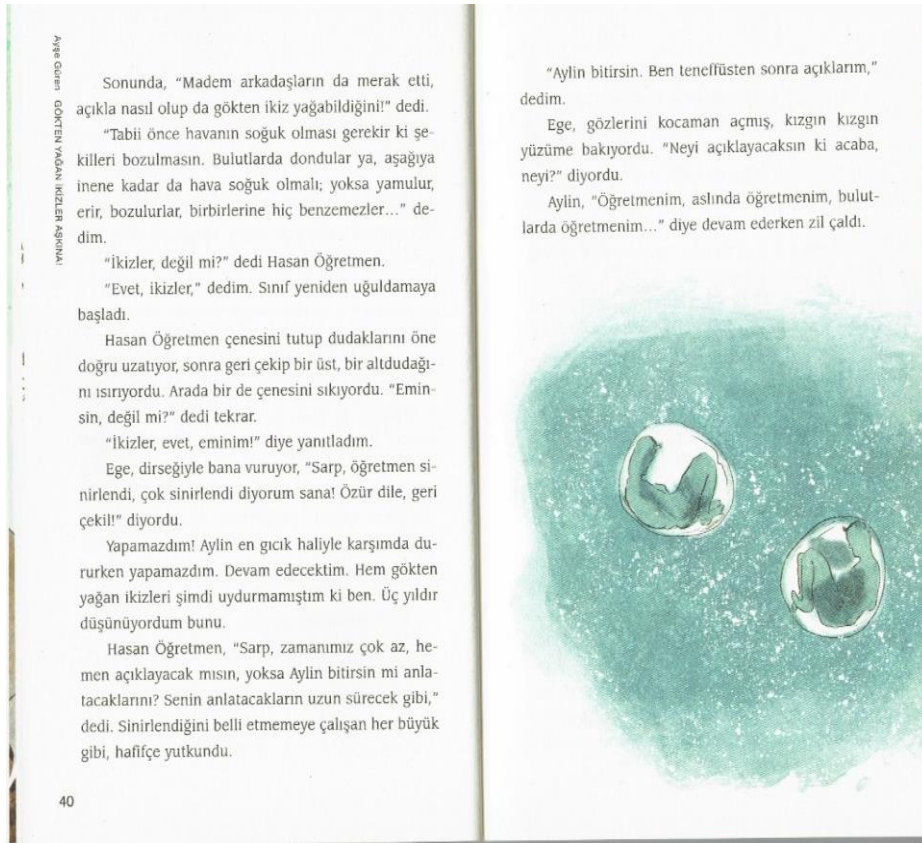 Ayşe Güren GÖKTEN YAĞAN İKİZLER AŞKINA!
Sonunda, “Madem arkadaşların da merak etti,
açıkla nasıl olup da gökten ikiz yağabildiğini!” dedi.
“Tabii önce havanın soğuk olması gerekir ki şe-
killeri bozulmasın. Bulutlarda dondular ya, aşağıya
inene kadar da hava soğuk olmalı; yoksa yamulur,
erir, bozulurlar, birbirlerine hiç benzemezler...” de-
dim.
“İkizler, değil mi?” dedi Hasan Öğretmen.
“Evet, ikizler,” dedim. Sınıf yeniden uğuldamaya
başladı.
Hasan Öğretmen çenesini tutup dudaklarını öne
doğru uzatıyor, sonra geri çekip bir üst, bir altdudağı-
nı ısırıyordu. Arada bir de çenesini sıkıyordu. “Emin-
sin, değil mi?” dedi tekrar.
“İkizler, evet, eminim!” diye yanıtladım.
Ege, dirseğiyle bana vuruyor, “Sarp, öğretmen si-
nirlendi, çok sinirlendi diyorum sana! Özür dile, geri
çekil!” diyordu.
Yapamazdım! Aylin en gıcık haliyle karşımda du-
rurken yapamazdım. Devam edecektim. Hem gökten
yağan ikizleri şimdi uydurmamıştım ki ben. Üç yıldır
düşünüyordum bunu.
Hasan Öğretmen, “Sarp, zamanımız çok az, he-
men açıklayacak mısın, yoksa Aylin bitirsin mi anla-
tacaklarını? Senin anlatacakların uzun sürecek gibi,”
dedi. Sinirlendiğini belli etmemeye çalışan her büyük
gibi, hafifçe yutkundu.
40
“Aylin bitirsin. Ben teneffüsten sonra açıklarım,”
dedim.
Ege, gözlerini kocaman açmış, kızgın kızgın
yüzüme bakıyordu. “Neyi açıklayacaksın ki acaba,
neyi?” diyordu.
Aylin, “Öğretmenim, aslında öğretmenim, bulut-
larda öğretmenim...” diye devam ederken zil çaldı.